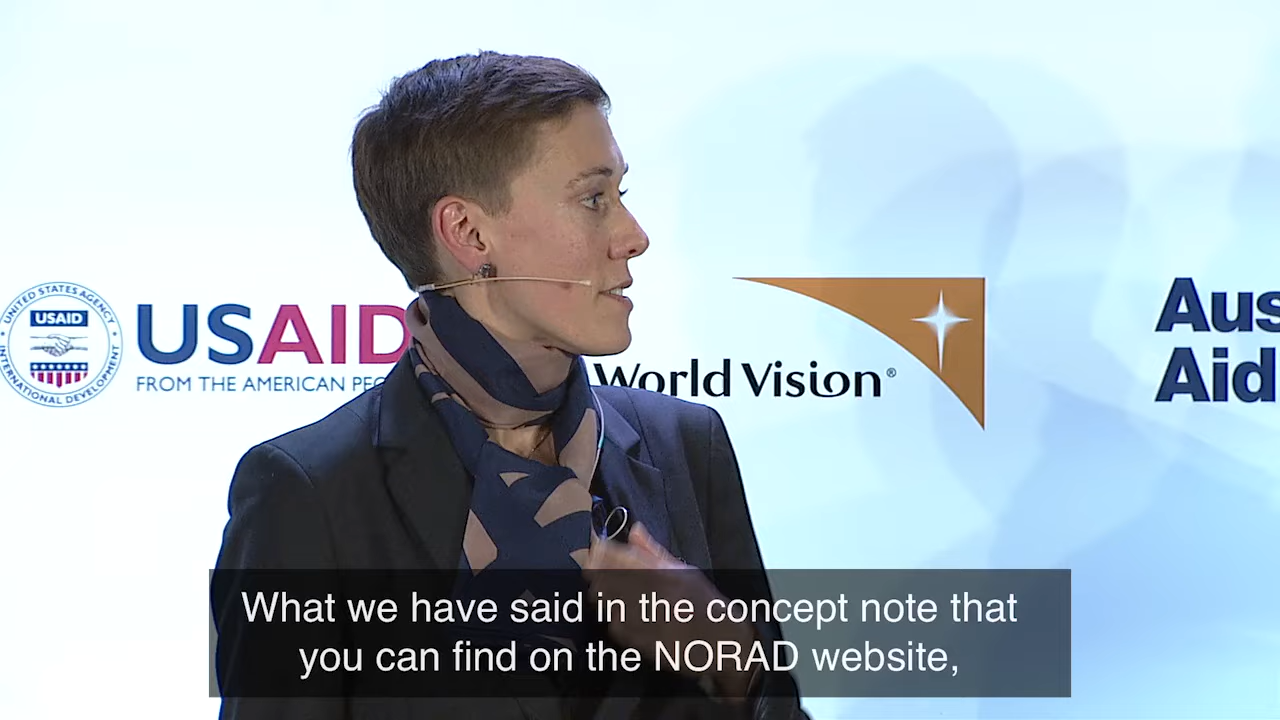 UNITED STATES AGENCY
USAID
INTERNATIONAL DEVELOPMENT
USAID
FROM THE AMERICAN PEO
World Vision®
Aus
Aid
What we have said in the concept note that
you can find on the NORAD website,